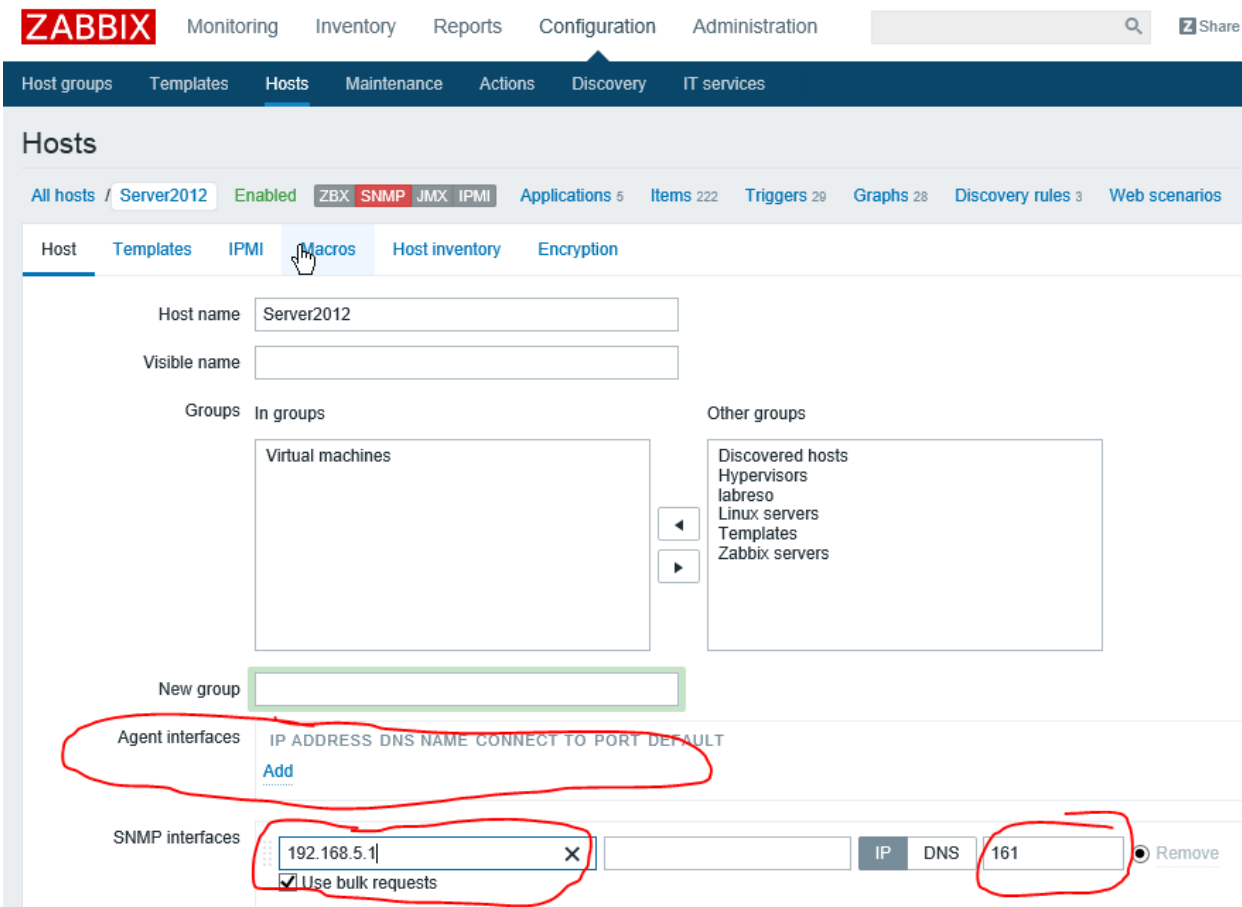 ZABBIX Monitoring Inventory Reports Configuration Administration Z Share
Host groups Templates Hosts Maintenance Actions Discovery IT services
Hosts
All hosts / Server2012 Enabled ZBX SNMP JMX IPMI Applications 5 Items 222 Triggers 29 Graphs 28 Discovery rules 3 Web scenarios
Host Templates IPMI Macros Host inventory Encryption
Host name Server2012
Visible name
Groups In groups Other groups
Virtual machines Discovered hosts
Hypervisors
labreso
Linux servers
Templates
Zabbix servers
New group
Agent interfaces IP ADDRESS DNS NAME CONNECT TO PORT DEFAULT
Add
SNMP interfaces 192.168.5.1 IP DNS 161 Remove
Use bulk requests